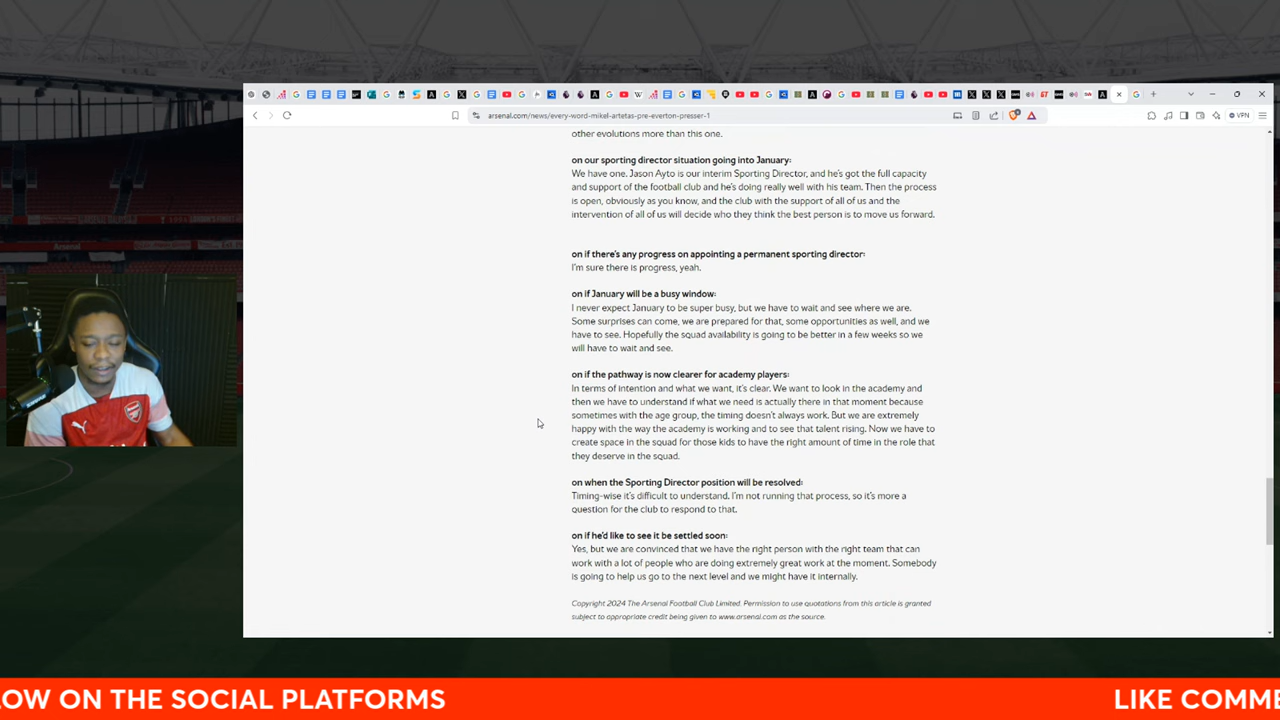 arsenal.com/news/every-word-mikel-artetas-pre-everton-presser-1
VPN
other evolutions more than this one.
on our sporting director situation going into January:
We have one. Jason Ayto is our interim Sporting Director, and he's got the full capacity
and support of the football club and he's doing really well with his team. Then the process
is open, obviously as you know, and the club with the support of all of us and the
intervention of all of us will decide who they think the best person is to move us forward.
on if there's any progress on appointing a permanent sporting director:
I'm sure there is progress, yeah.
on if January will be a busy window:
I never expect January to be super busy, but we have to wait and see where we are.
Some surprises can come, we are prepared for that, some opportunities as well, and we
have to see. Hopefully the squad availability is going to be better in a few weeks so we
will have to wait and see.
on if the pathway is now clearer for academy players:
In terms of intention and what we want, it's clear. We want to look in the academy and
then we have to understand if what we need is actually there in that moment because
sometimes with the age group, the timing doesn't always work. But we are extremely
happy with the way the academy is working and to see that talent rising. Now we have to
create space in the squad for those kids to have the right amount of time in the role that
they deserve in the squad.
on when the Sporting Director position will be resolved:
Timing-wise it's difficult to understand. I'm not running that process, so it's more a
question for the club to respond to that.
on if he'd like to see it be settled soon:
Yes, but we are convinced that we have the right person with the right team that can
work with a lot of people who are doing extremely great work at the moment. Somebody
is going to help us go to the next level and we might have it internally.
Copyright 2024 The Arsenal Football Club Limited. Permission to use quotations from this article is granted
subject to appropriate credit being given to www.arsenal.com as the source.
LOW ON THE SOCIAL PLATFORMS
LIKE COMME